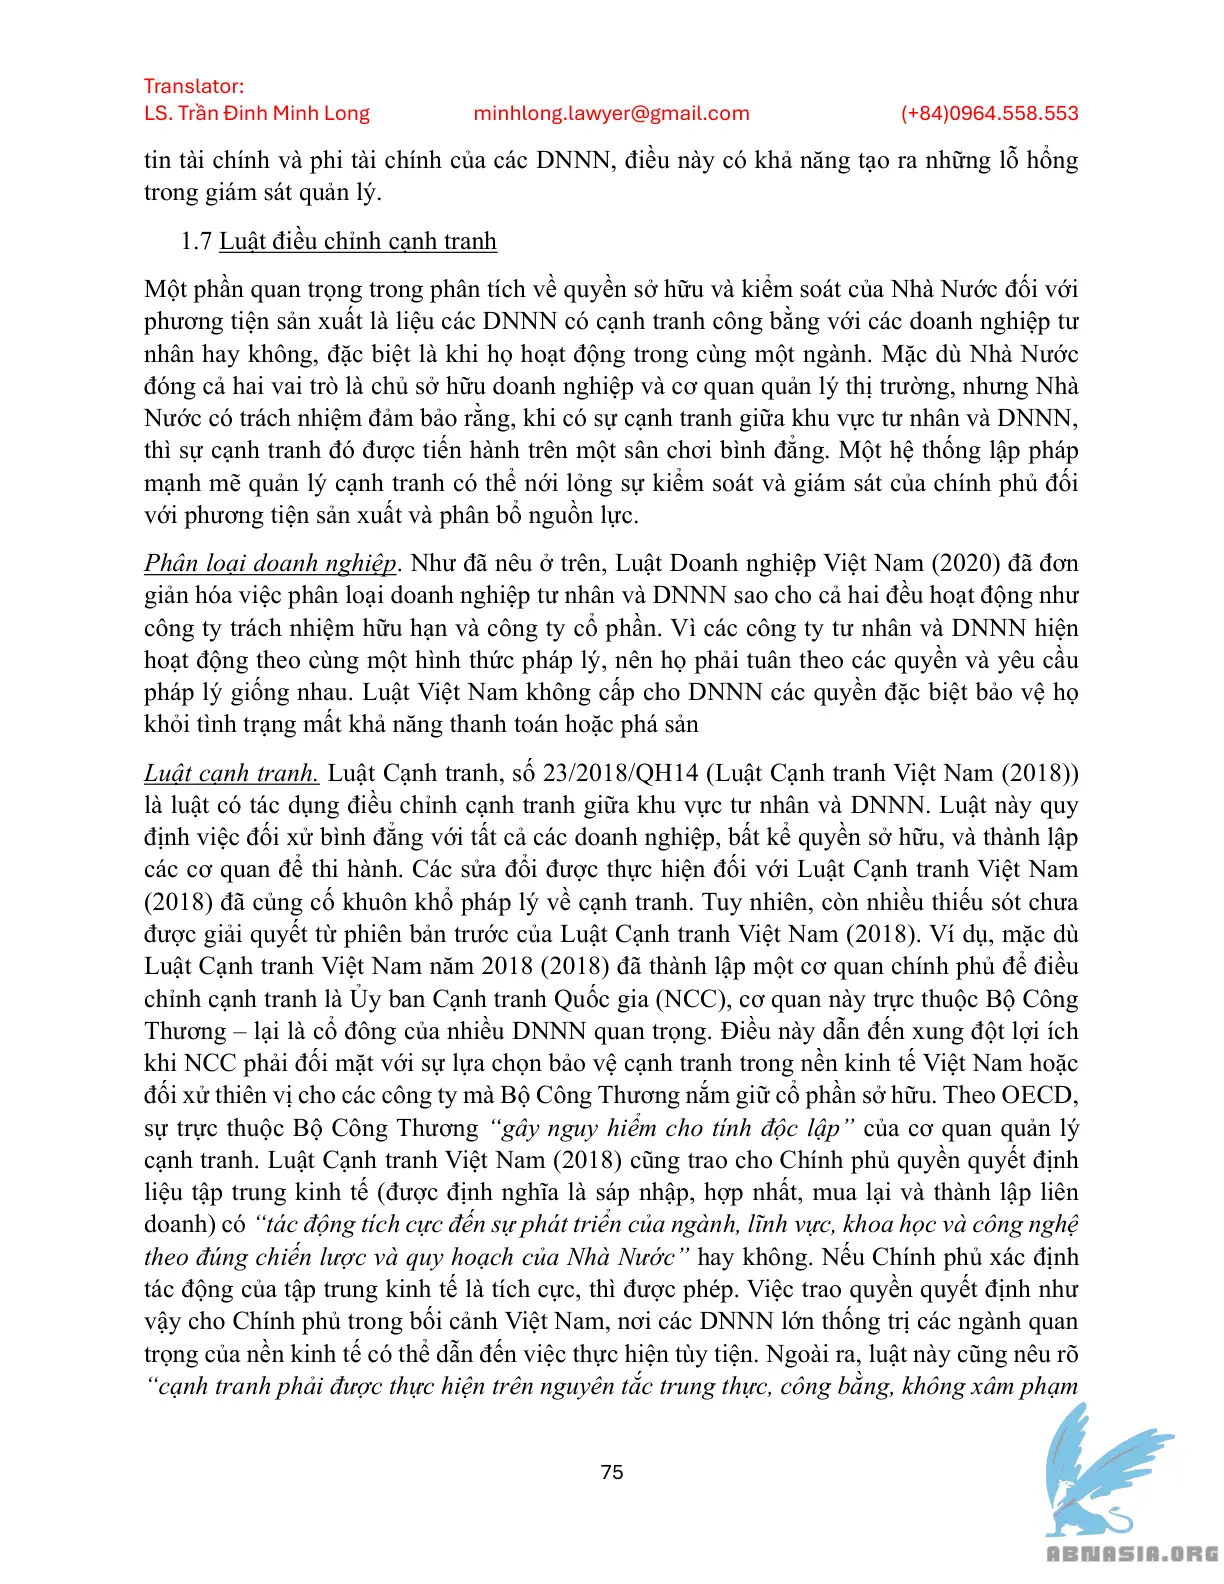 Translator:
LS. Trần Đinh Minh Long minhlong.lawyer@gmail.com (+84)0964.558.553
tin tài chính và phi tài chính của các DNNN, điều này có khả năng tạo ra những lỗ hổng
trong giám sát quản lý.
1.7 Luật điều chỉnh cạnh tranh
Một phần quan trọng trong phân tích về quyền sở hữu và kiểm soát của Nhà Nước đối với
phương tiện sản xuất là liệu các DNNN có cạnh tranh công bằng với các doanh nghiệp tư
nhân hay không, đặc biệt là khi họ hoạt động trong cùng một ngành. Mặc dù Nhà Nước
đóng cả hai vai trò là chủ sở hữu doanh nghiệp và cơ quan quản lý thị trường, nhưng Nhà
Nước có trách nhiệm đảm bảo rằng, khi có sự cạnh tranh giữa khu vực tư nhân và DNNN,
thì sự cạnh tranh đó được tiến hành trên một sân chơi bình đẳng. Một hệ thống lập pháp
mạnh mẽ quản lý cạnh tranh có thể nới lỏng sự kiểm soát và giám sát của chính phủ đối
với phương tiện sản xuất và phân bổ nguồn lực.
Phân loại doanh nghiệp. Như đã nêu ở trên, Luật Doanh nghiệp Việt Nam (2020) đã đơn
giản hóa việc phân loại doanh nghiệp tư nhân và DNNN sao cho cả hai đều hoạt động như
công ty trách nhiệm hữu hạn và công ty cổ phần. Vì các công ty tư nhân và DNNN hiện
hoạt động theo cùng một hình thức pháp lý, nên họ phải tuân theo các quyền và yêu cầu
pháp lý giống nhau. Luật Việt Nam không cấp cho DNNN các quyền đặc biệt bảo vệ họ
khỏi tình trạng mất khả năng thanh toán hoặc phá sản
Luật cạnh tranh. Luật Cạnh tranh, số 23/2018/QH14 (Luật Cạnh tranh Việt Nam (2018))
là luật có tác dụng điều chỉnh cạnh tranh giữa khu vực tư nhân và DNNN. Luật này quy
định việc đối xử bình đẳng với tất cả các doanh nghiệp, bất kể quyền sở hữu, và thành lập
các cơ quan để thi hành. Các sửa đổi được thực hiện đối với Luật Cạnh tranh Việt Nam
(2018) đã củng cố khuôn khổ pháp lý về cạnh tranh. Tuy nhiên, còn nhiều thiếu sót chưa
được giải quyết từ phiên bản trước của Luật Cạnh tranh Việt Nam (2018). Ví dụ, mặc dù
Luật Cạnh tranh Việt Nam năm 2018 (2018) đã thành lập một cơ quan chính phủ để điều
chỉnh cạnh tranh là Ủy ban Cạnh tranh Quốc gia (NCC), cơ quan này trực thuộc Bộ Công
Thương – lại là cổ đông của nhiều DNNN quan trọng. Điều này dẫn đến xung đột lợi ích
khi NCC phải đối mặt với sự lựa chọn bảo vệ cạnh tranh trong nền kinh tế Việt Nam hoặc
đối xử thiên vị cho các công ty mà Bộ Công Thương nắm giữ cổ phần sở hữu. Theo OECD,
sự trực thuộc Bộ Công Thương “gây nguy hiểm cho tính độc lập” của cơ quan quản lý
cạnh tranh. Luật Cạnh tranh Việt Nam (2018) cũng trao cho Chính phủ quyền quyết định
liệu tập trung kinh tế (được định nghĩa là sáp nhập, hợp nhất, mua lại và thành lập liên
doanh) có “tác động tích cực đến sự phát triển của ngành, lĩnh vực, khoa học và công nghệ
theo đúng chiến lược và quy hoạch của Nhà Nước” hay không. Nếu Chính phủ xác định
tác động của tập trung kinh tế là tích cực, thì được phép. Việc trao quyền quyết định như
vậy cho Chính phủ trong bối cảnh Việt Nam, nơi các DNNN lớn thống trị các ngành quan
trọng của nền kinh tế có thể dẫn đến việc thực hiện tùy tiện. Ngoài ra, luật này cũng nêu rõ
“cạnh tranh phải được thực hiện trên nguyên tắc trung thực, công bằng, không xâm phạm
75
ABNASIA.ORG